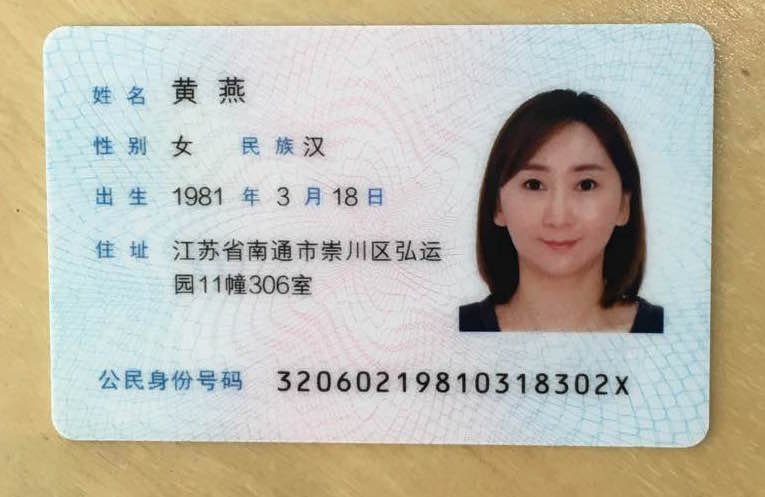 姓名 黄燕
性别 女 民族 汉
出生 1981 年 3 月 18 日
住址 江苏省南通市崇川区弘运
园11幢306室
公民身份号码 32060219810318302X